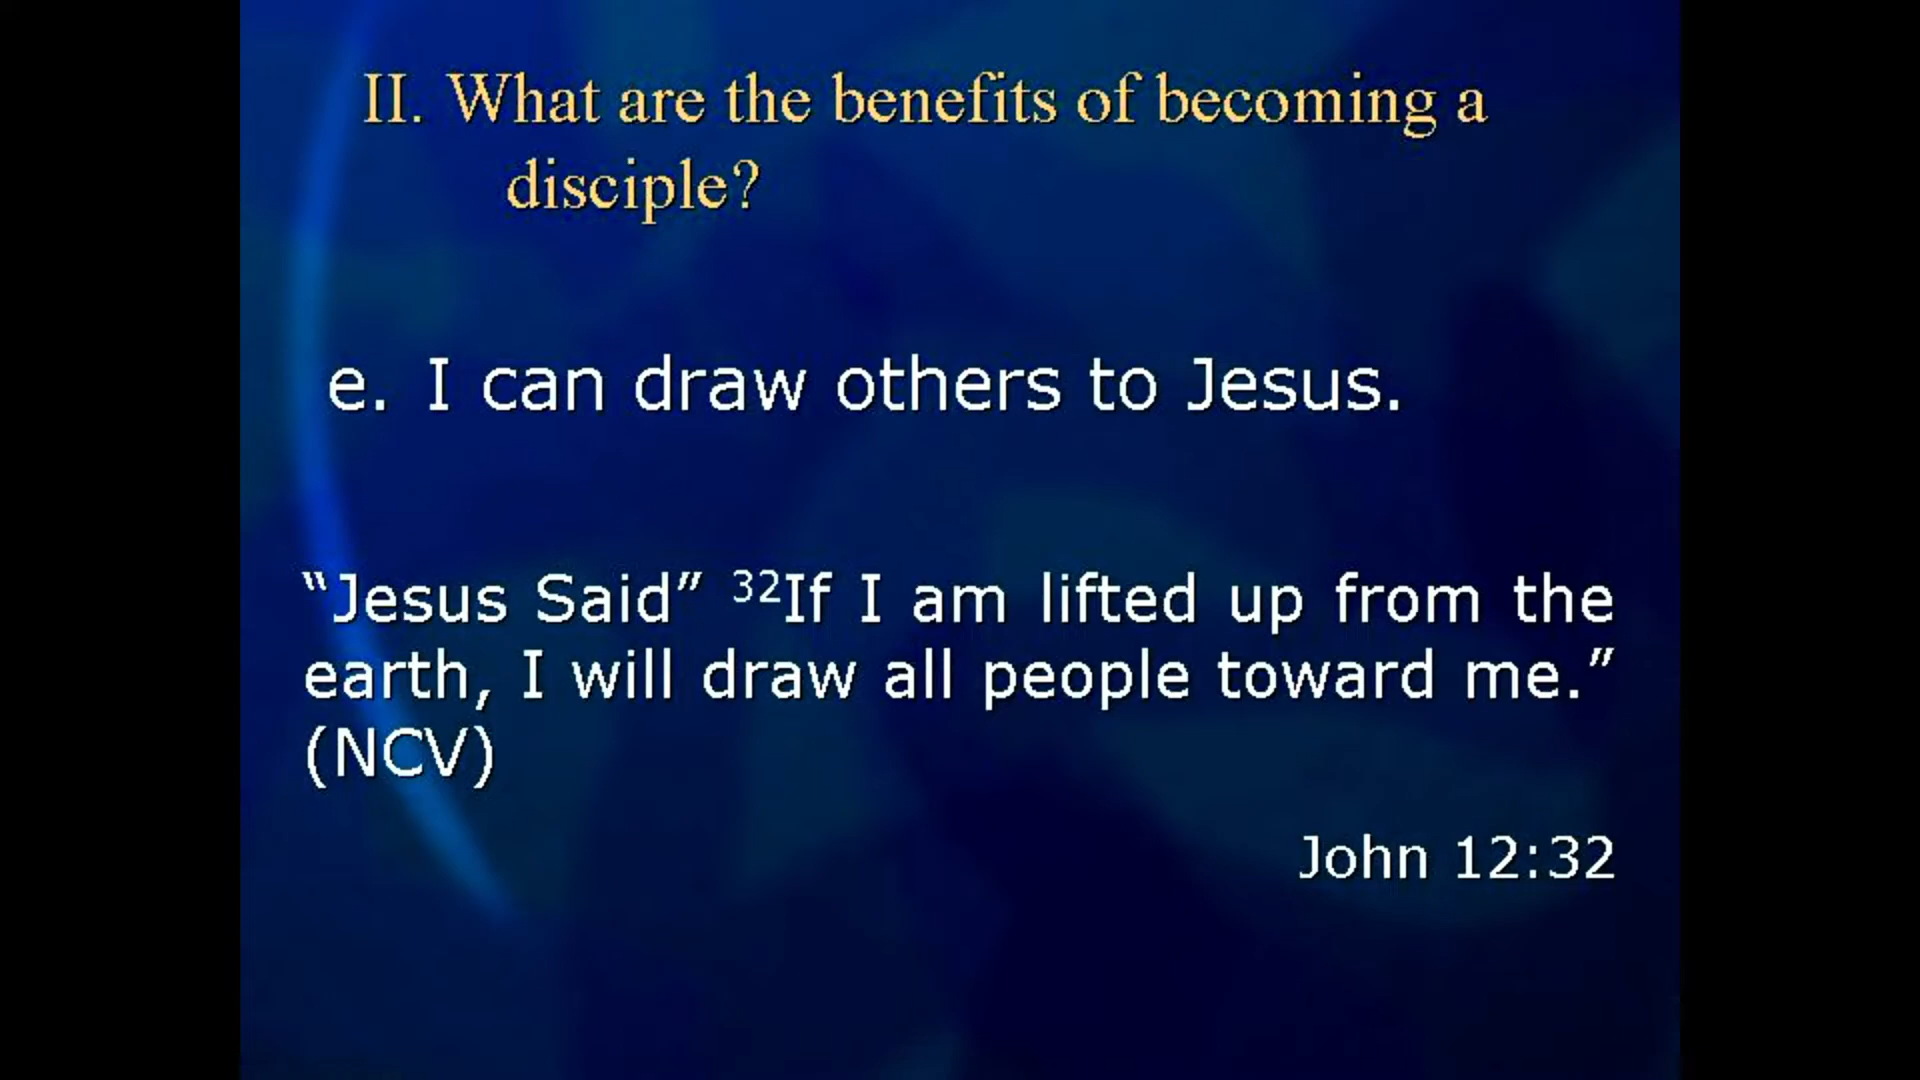 II. What are the benefits of becoming a
disciple?
e. I can draw others to Jesus.
“Jesus Said” ³²If I am lifted up from the
earth, I will draw all people toward me.”
(NCV)
John 12:32